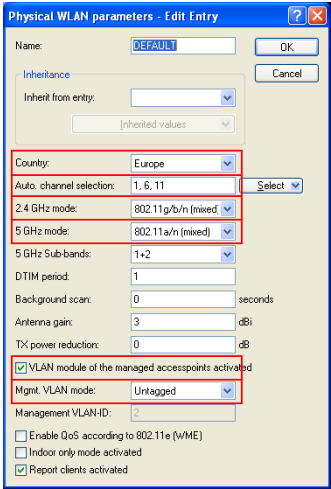 Physical WLAN parameters - Edit Entry
Name: DEFAULT OK
Inheritance Cancel
Inherit from entry:
Inherited values
Country: Europe
Auto. channel selection: 1, 6, 11 Select
2.4 GHz mode: 802.11g/b/n (mixed)
5 GHz mode: 802.11a/n (mixed)
5 GHz Sub-bands: 1+2
DTIM period: 1
Background scan: 0 seconds
Antenna gain: 3 dBi
TX power reduction: 0 dB
VLAN module of the managed accesspoints activated
Mgmt. VLAN mode: Untagged
Management VLAN-ID: 2
Enable QoS according to 802.11e (WME)
Indoor only mode activated
Report clients activated